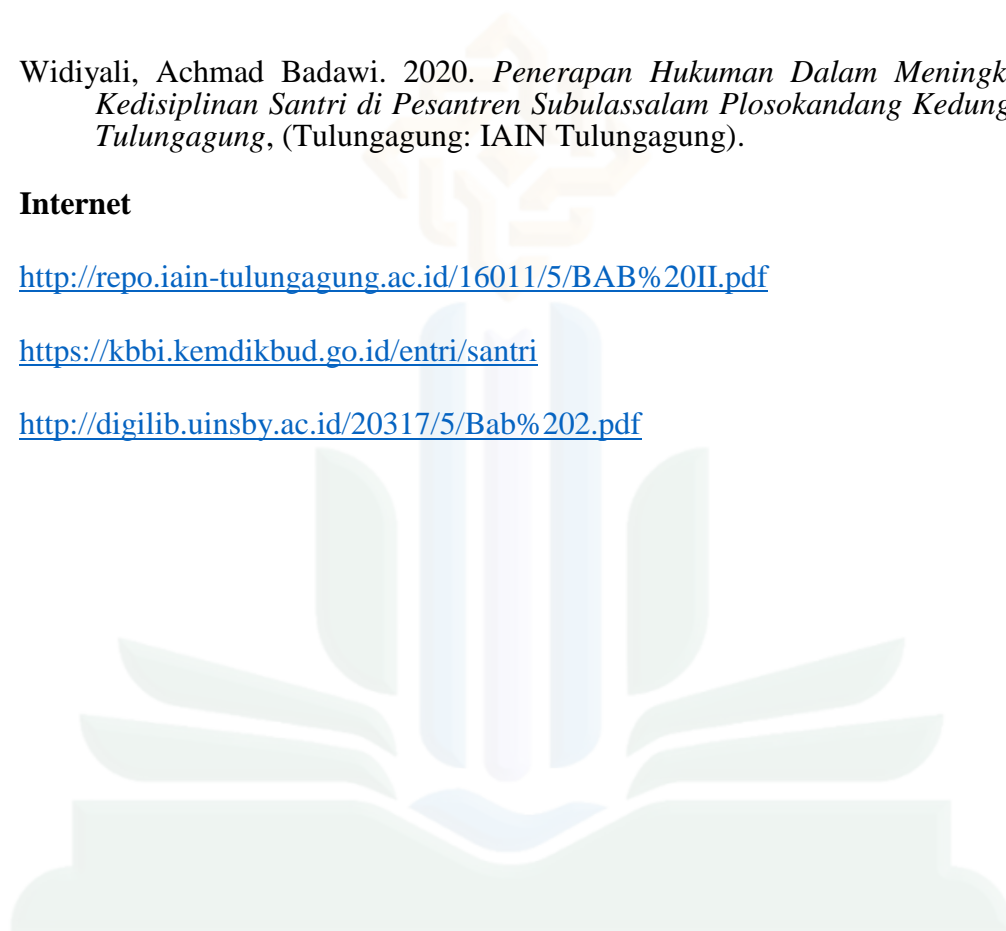 Widiyali, Achmad Badawi. 2020. Penerapan Hukuman Dalam Meningk
Kedisiplinan Santri di Pesantren Subulassalam Plosokandang Kedung
Tulungagung, (Tulungagung: IAIN Tulungagung).
Internet
http://repo.iain-tulungagung.ac.id/16011/5/BAB%20II.pdf
https://kbbi.kemdikbud.go.id/entri/santri
http://digilib.uinsby.ac.id/20317/5/Bab%202.pdf